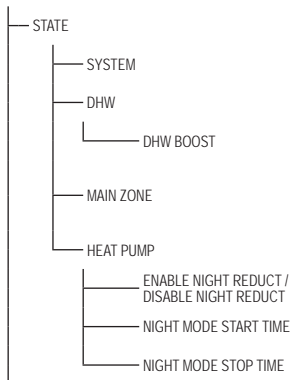 STATE
SYSTEM
DHW
DHW BOOST
MAIN ZONE
HEAT PUMP
ENABLE NIGHT REDUCT /
DISABLE NIGHT REDUCT
NIGHT MODE START TIME
NIGHT MODE STOP TIME